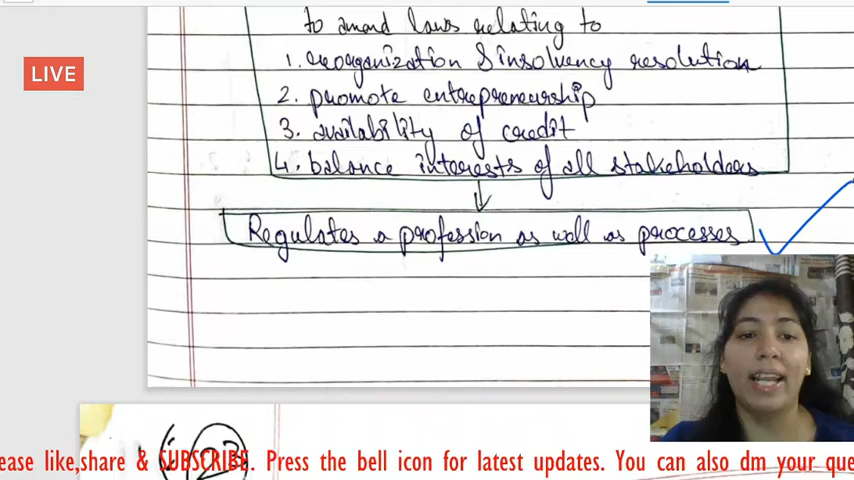 to amend laws relating to
LIVE
1. reorganization & insolvency resolution
2. promote entrepreneurship
3. availability of credit
4. balance interests of all stakeholders
Regulates a profession as well as processes
23
ease like,share & SUBSCRIBE. Press the bell icon for latest updates. You can also dm your que